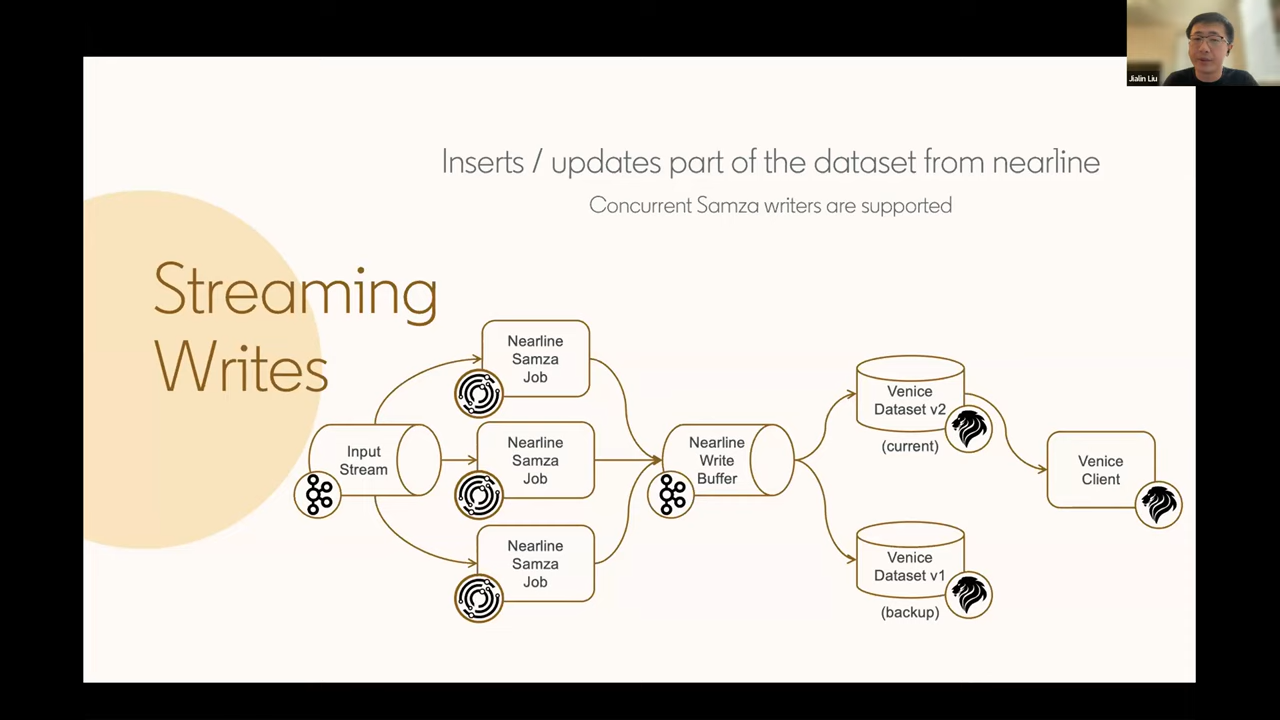 Jialin Liu
Inserts / updates part of the dataset from nearline
Concurrent Samza writers are supported
Streaming
Writes
Nearline
Samza
Job
Input
Stream
Nearline
Samza
Job
Nearline
Samza
Job
Nearline
Write
Buffer
Venice
Dataset v2
(current)
Venice
Dataset v1
(backup)
Venice
Client